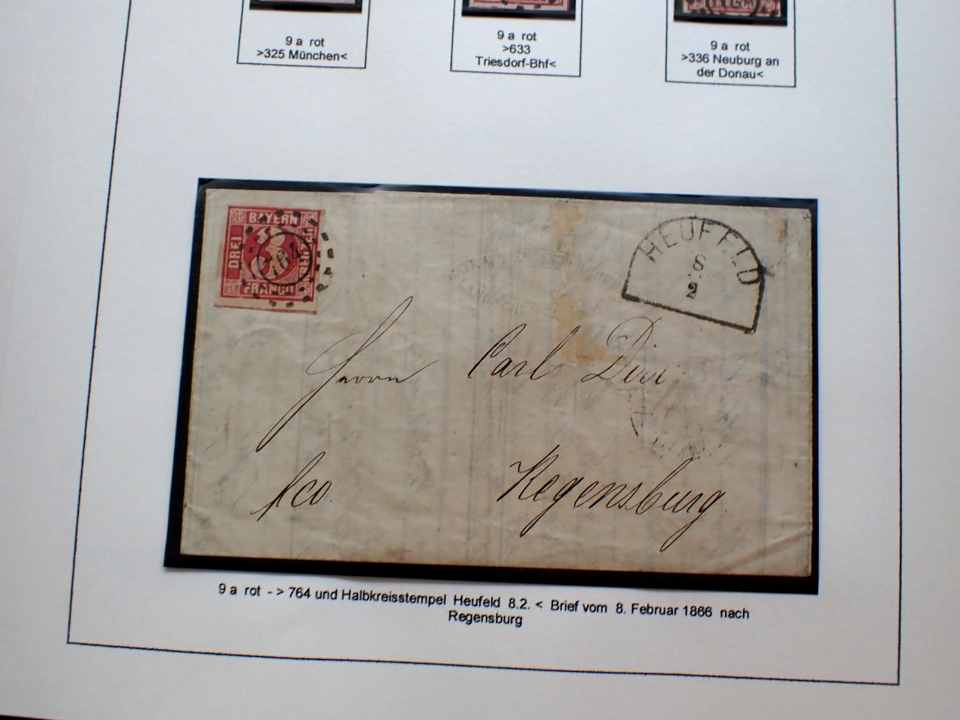 9 a rot
>325 München<
9 a rot
>633
Triesdorf-Bhf<
9 a rot
>336 Neuburg an
der Donau<
BAYERN
DREI
FRANCO
764
HEUFELD
8
2
Herrn Carl
fco. Regensburg
9 a rot - > 764 und Halbkreisstempel Heufeld 8.2. < Brief vom 8. Februar 1866 nach
Regensburg